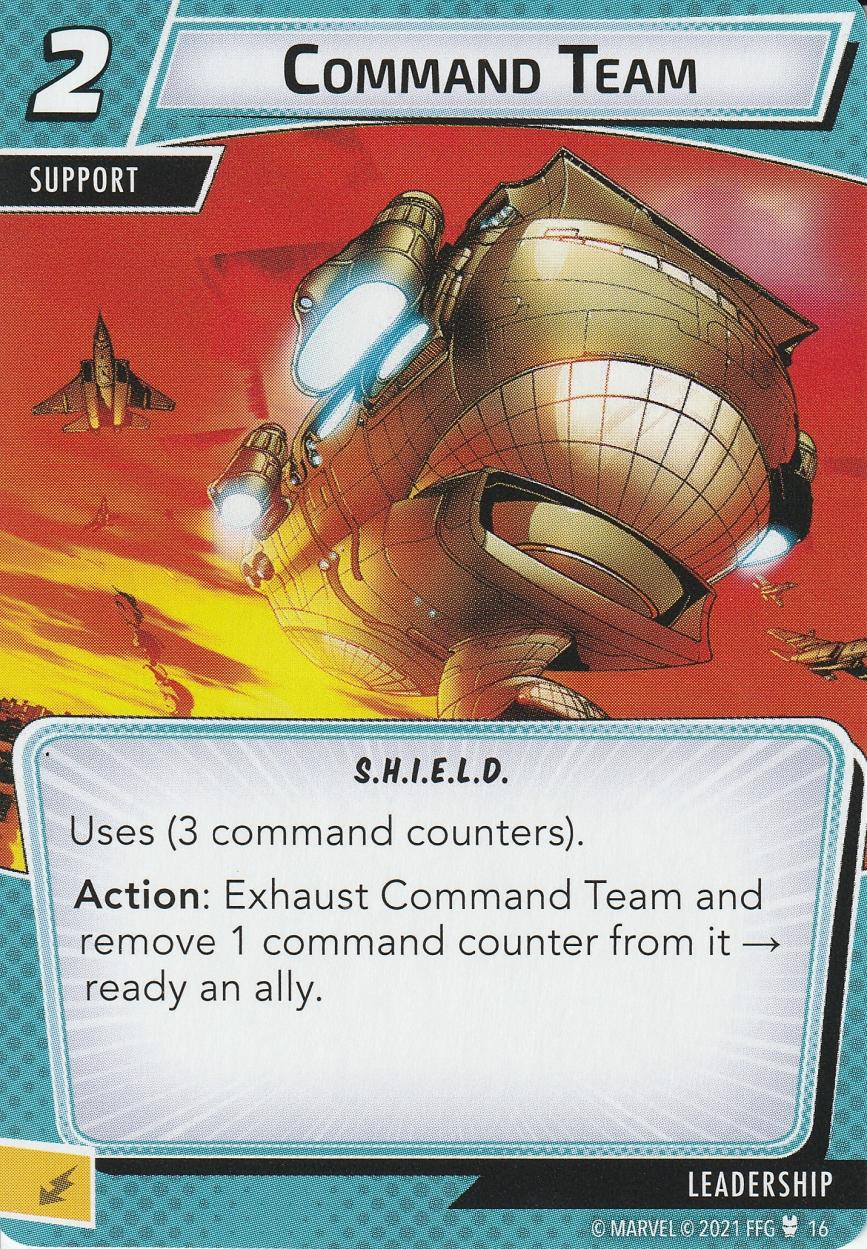 2
COMMAND TEAM
SUPPORT
S.H.I.E.L.D.
Uses (3 command counters).
Action: Exhaust Command Team and
remove 1 command counter from it →
ready an ally.
LEADERSHIP
© MARVEL © 2021 FFG 16